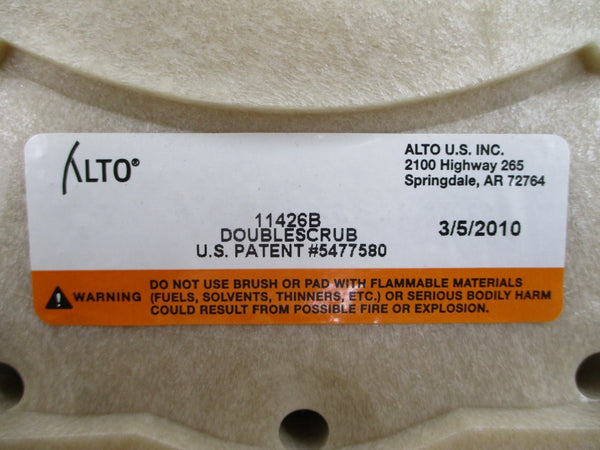 ALTO®
ALTO U.S. INC.
2100 Highway 265
Springdale, AR 72764
11426B
DOUBLESCRUB
U.S. PATENT #5477580
3/5/2010
WARNING
DO NOT USE BRUSH OR PAD WITH FLAMMABLE MATERIALS
(FUELS, SOLVENTS, THINNERS, ETC.) OR SERIOUS BODILY HARM
COULD RESULT FROM POSSIBLE FIRE OR EXPLOSION.